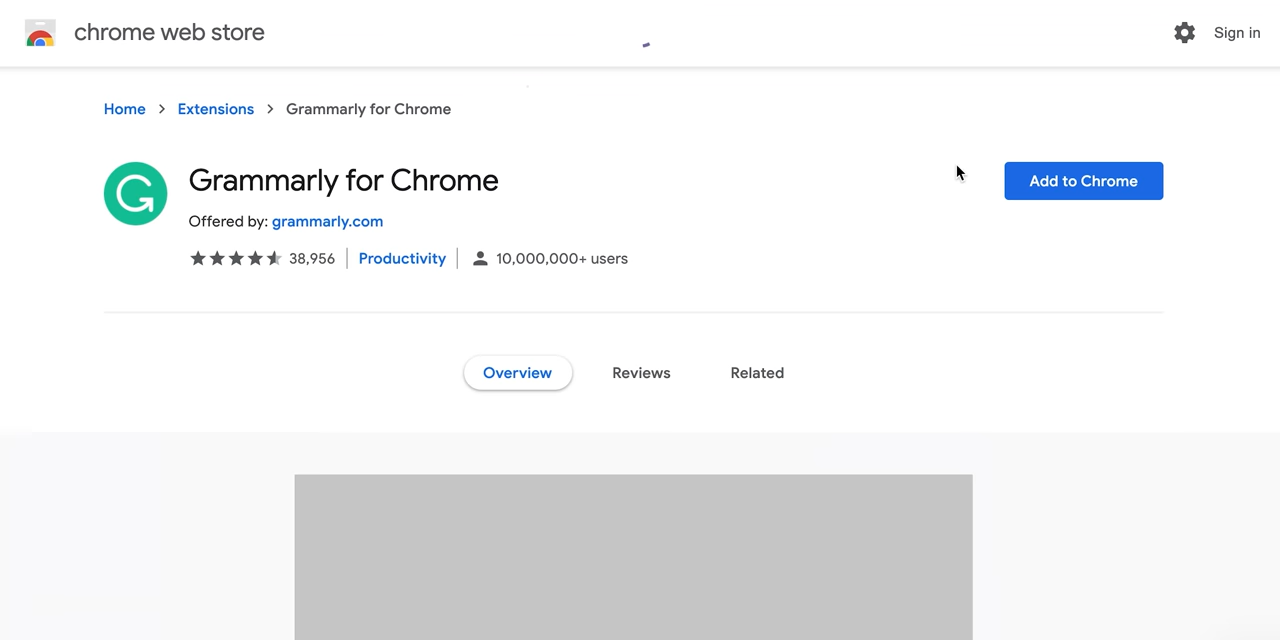 chrome web store
Sign in
Home > Extensions > Grammarly for Chrome
Grammarly for Chrome
Add to Chrome
Offered by: grammarly.com
38,956 | Productivity | 10,000,000+ users
Overview
Reviews
Related